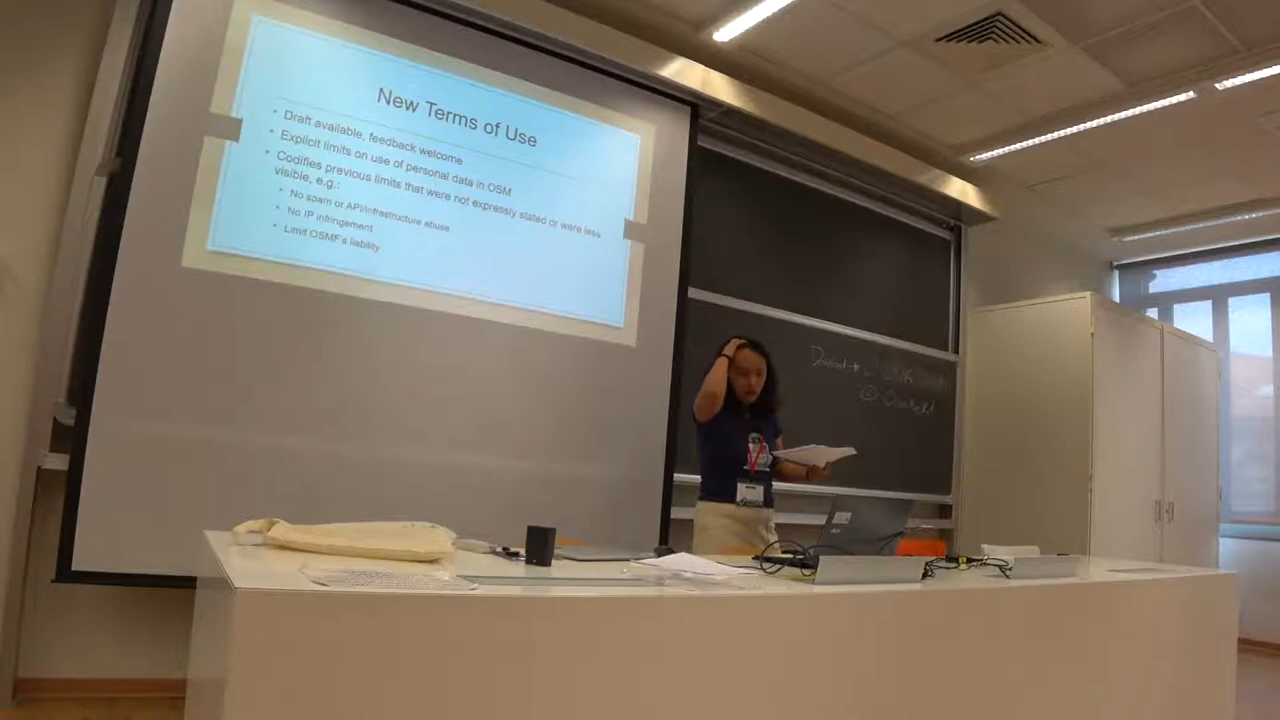 New Terms of Use
• Draft available, feedback welcome
• Explicit limits on use of personal data in OSM
• Codifies previous limits that were not expressly stated or were less
visible, e.g.:
• No spam or API/infrastructure abuse
• No IP infringement
• Limit OSMF's liability